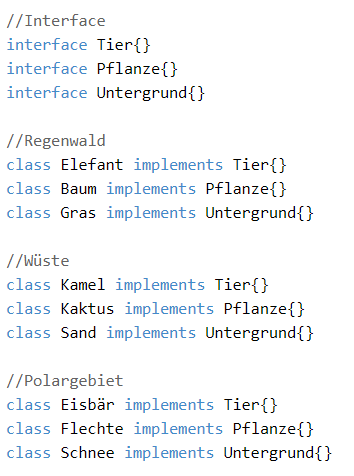 //Interface
interface Tier{}
interface Pflanze{}
interface Untergrund{}
//Regenwald
class Elefant implements Tier{}
class Baum implements Pflanze{}
class Gras implements Untergrund{}
//Wüste
class Kamel implements Tier{}
class Kaktus implements Pflanze{}
class Sand implements Untergrund{}
//Polargebiet
class Eisbär implements Tier{}
class Flechte implements Pflanze{}
class Schnee implements Untergrund{}